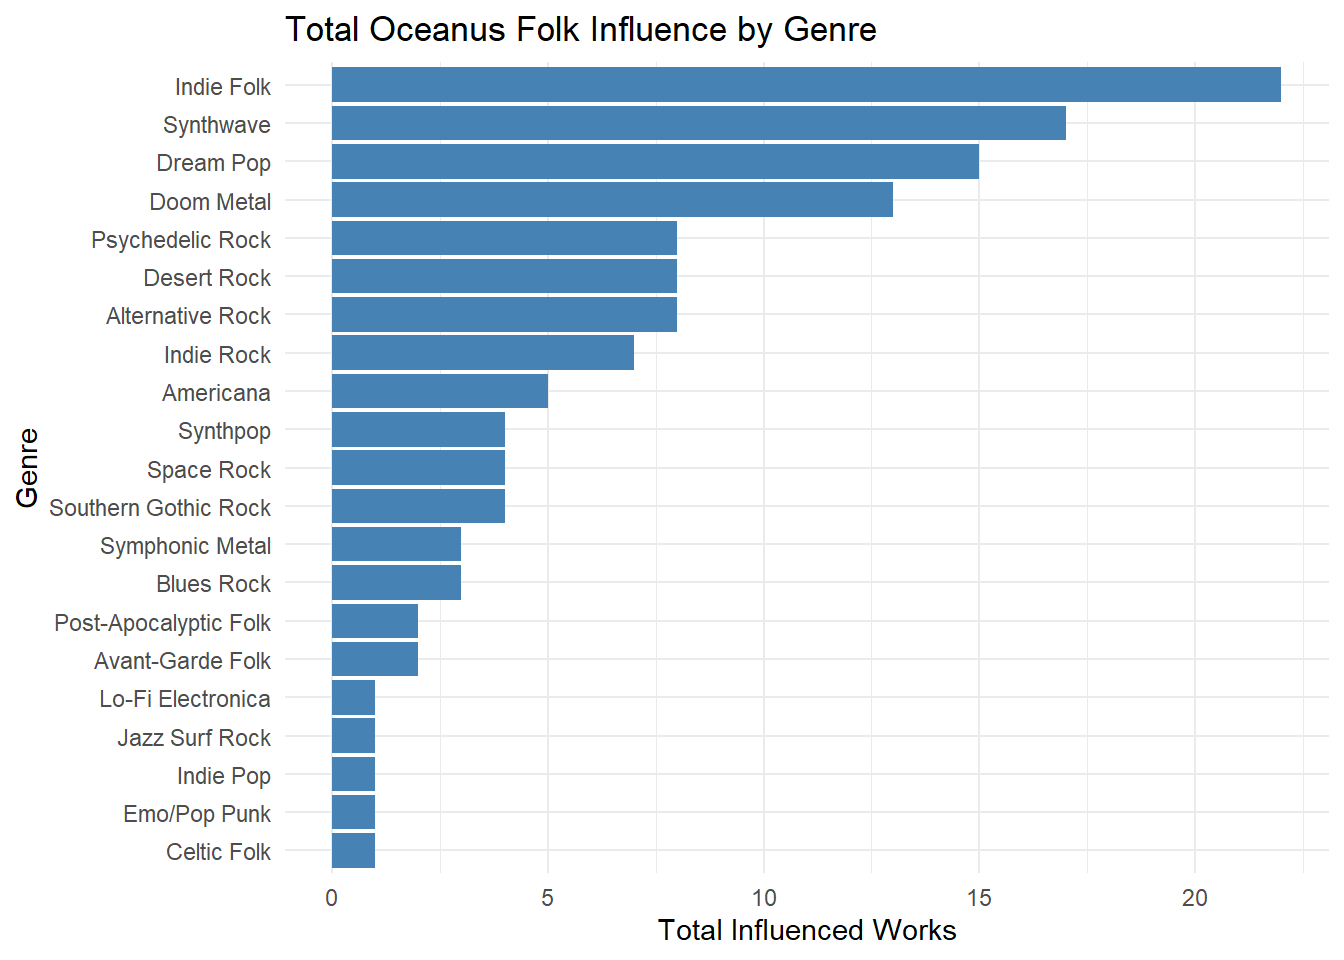 Total Oceanus Folk Influence by Genre
Indie Folk
Synthwave
Dream Pop
Doom Metal
Psychedelic Rock
Desert Rock
Alternative Rock
Indie Rock
Americana
Synthpop
Space Rock
Southern Gothic Rock
Symphonic Metal
Blues Rock
Post-Apocalyptic Folk
Avant-Garde Folk
Lo-Fi Electronica
Jazz Surf Rock
Indie Pop
Emo/Pop Punk
Celtic Folk
Genre
0 5 10 15 20
Total Influenced Works